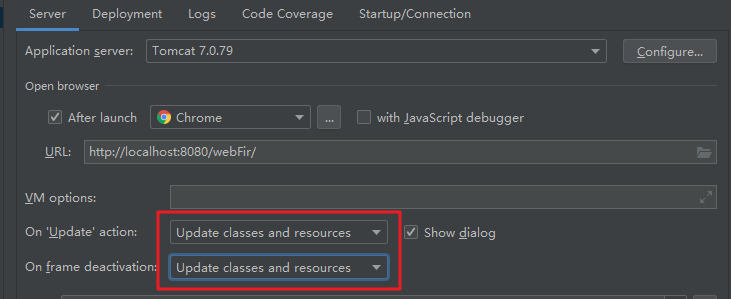 Server Deployment Logs Code Coverage Startup/Connection
Application server: Tomcat 7.0.79 Configure...
Open browser
After launch Chrome ... with JavaScript debugger
URL: http://localhost:8080/webFir/
VM options:
On 'Update' action: Update classes and resources Show dialog
On frame deactivation: Update classes and resources